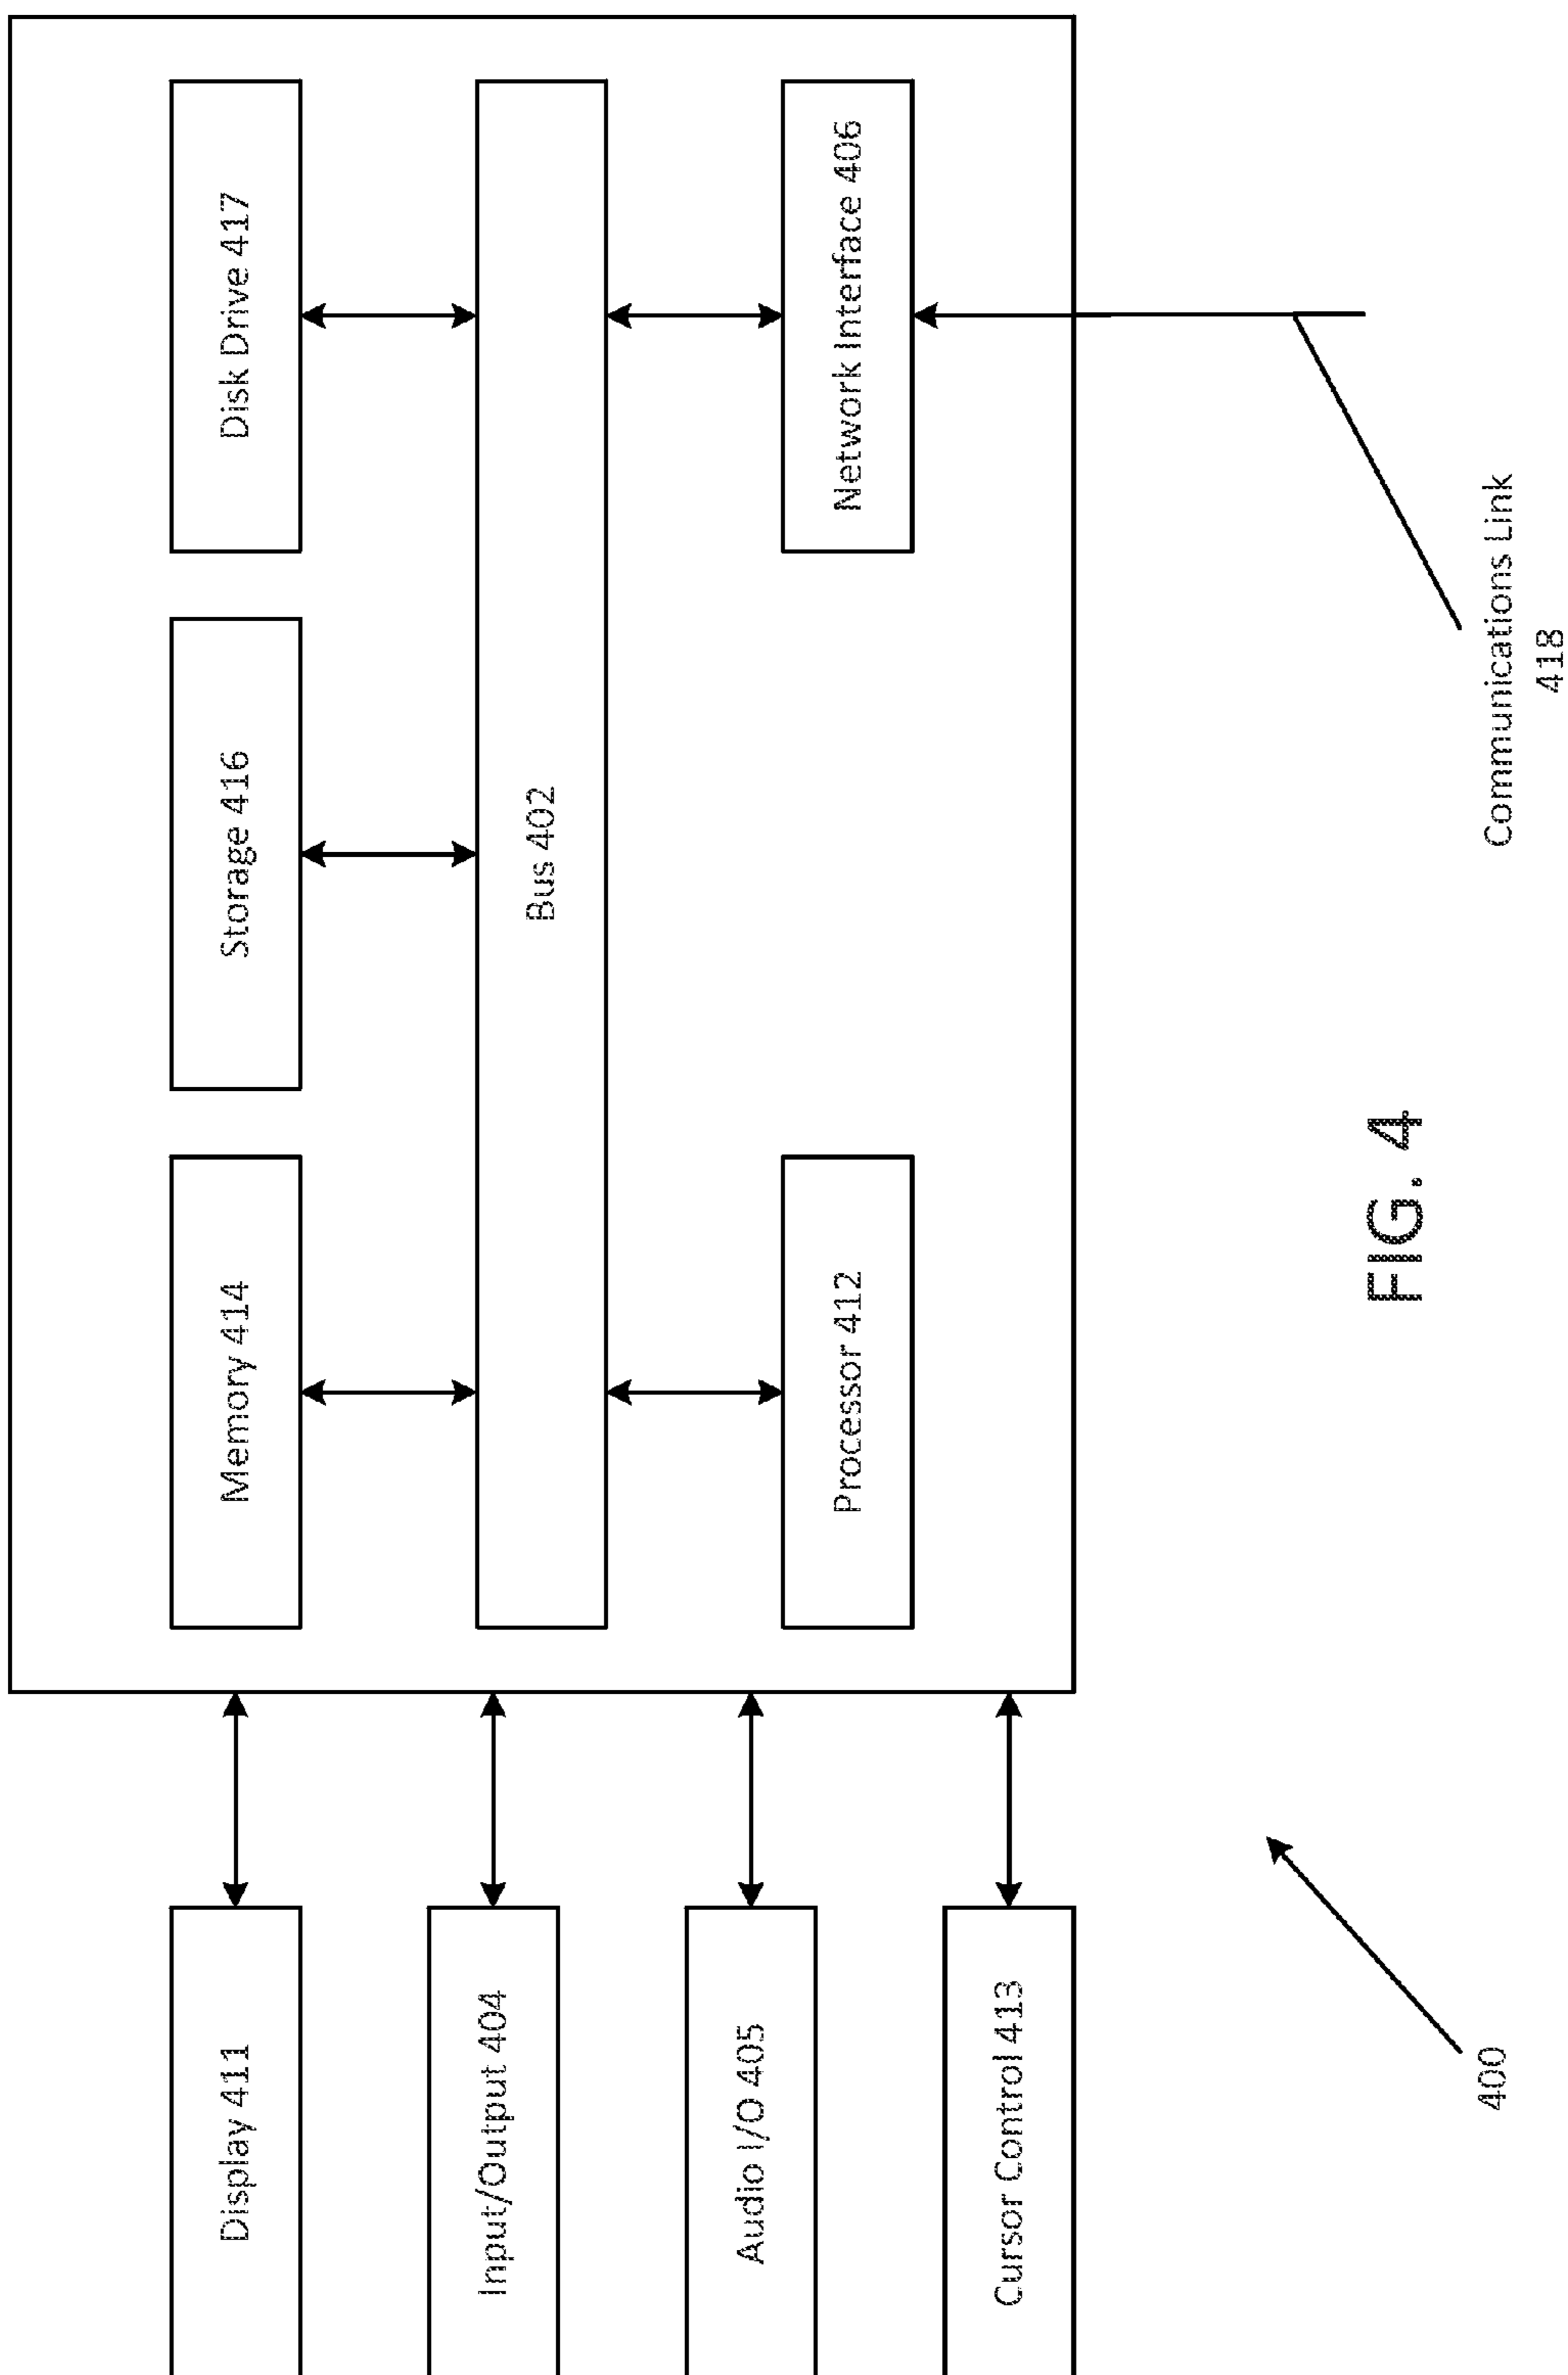 Display 411
Memory 414
Storage 416
Disk Drive 417
Input/Output 404
Bus 402
Audio I/O 405
Processor 412
Network Interface 406
Cursor Control 413
400
FIG. 4
Communications Link
418